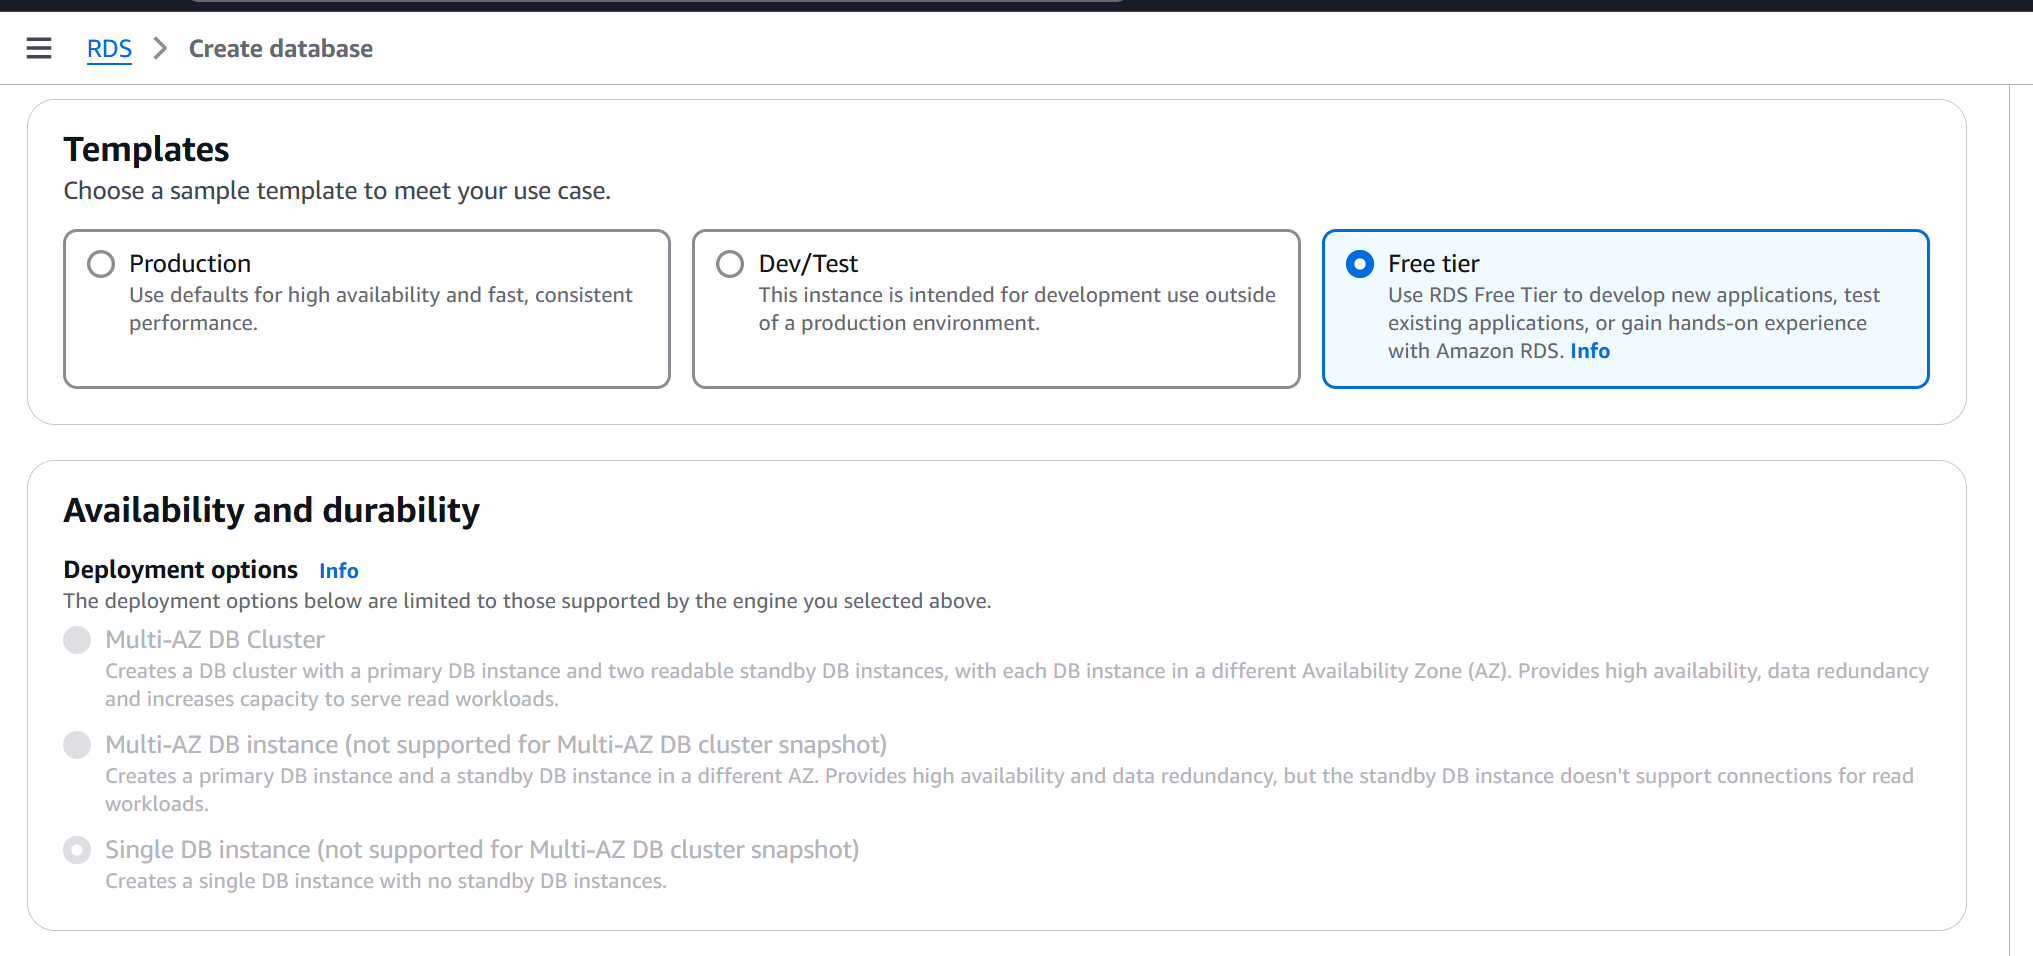 RDS > Create database
Templates
Choose a sample template to meet your use case.
Production
Use defaults for high availability and fast, consistent
performance.
Dev/Test
This instance is intended for development use outside
of a production environment.
Free tier
Use RDS Free Tier to develop new applications, test
existing applications, or gain hands-on experience
with Amazon RDS. Info
Availability and durability
Deployment options Info
The deployment options below are limited to those supported by the engine you selected above.
Multi-AZ DB Cluster
Creates a DB cluster with a primary DB instance and two readable standby DB instances, with each DB instance in a different Availability Zone (AZ). Provides high availability, data redundancy
and increases capacity to serve read workloads.
Multi-AZ DB instance (not supported for Multi-AZ DB cluster snapshot)
Creates a primary DB instance and a standby DB instance in a different AZ. Provides high availability and data redundancy, but the standby DB instance doesn't support connections for read
workloads.
Single DB instance (not supported for Multi-AZ DB cluster snapshot)
Creates a single DB instance with no standby DB instances.